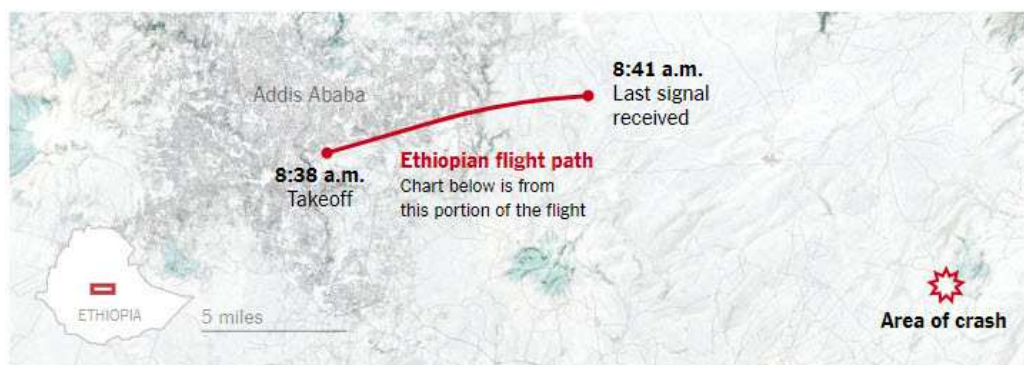 Addis Ababa
8:41 a.m.
Last signal
received
8:38 a.m.
Takeoff
Ethiopian flight path
Chart below is from
this portion of the flight
ETHIOPIA
5 miles
Area of crash